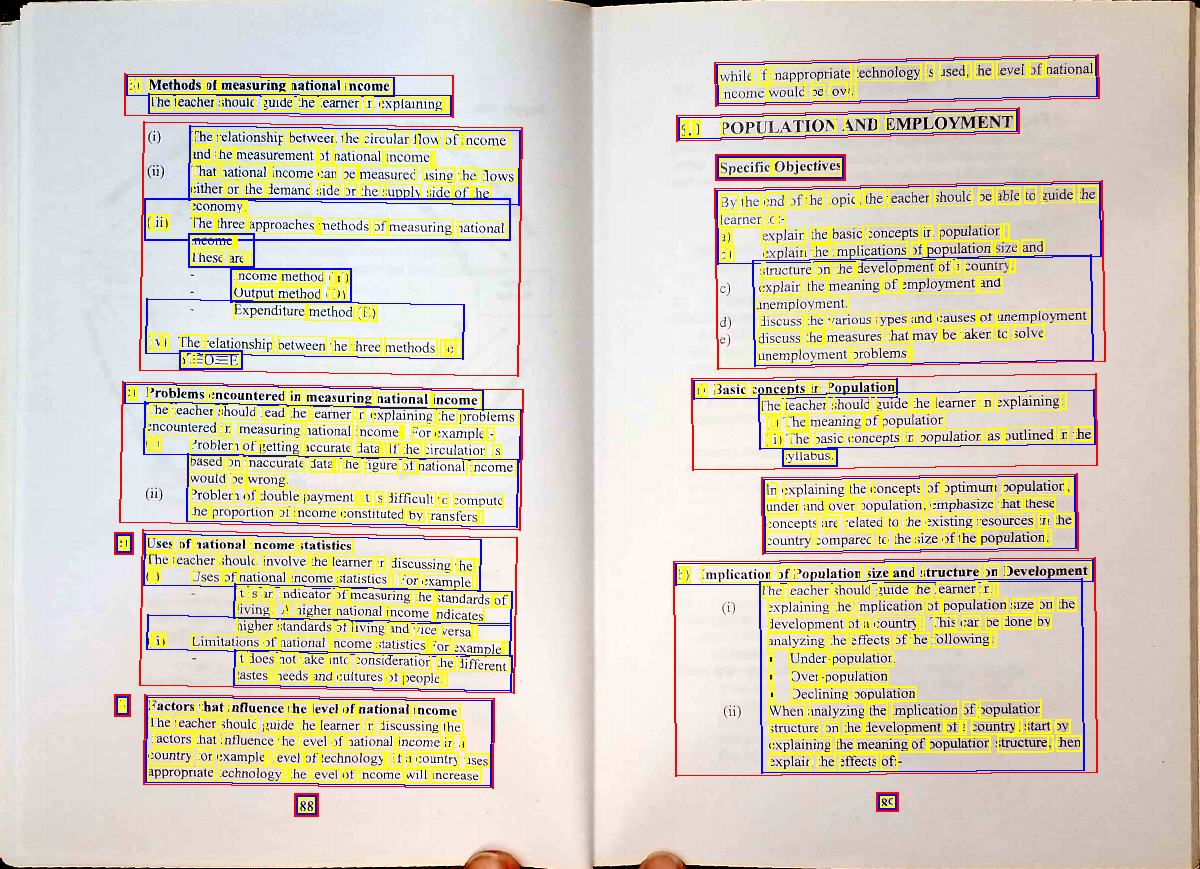 Methods of measuring national income
The teacher should guide the learner in explaining
(i) The relationship between the circular flow of income
and the measurement of national income
(ii) That national income can be measured using the flows
either or the demand side or the supply side of the
economy.
(iii) The three approaches methods of measuring national
income
These are:
- Income method (Y)
- Output method (O)
- Expenditure method (E)
(iv) The relationship between the three methods i.e
Y≡O≡E
Problems encountered in measuring national income
The teacher should lead the learner in explaining the problems
encountered in measuring national income. For example:-
(i) Problem of getting accurate data. If the circulation is
based on inaccurate data, the figure of national income
would be wrong.
(ii) Problem of double payment. It is difficult to compute
the proportion of income constituted by transfers
Uses of national income statistics
The teacher should involve the learner in discussing the
(i) Uses of national income statistics. For example
- It is an indicator of measuring the standards of
living. A higher national income indicates
higher standards of living and vice versa
(ii) Limitations of national income statistics for example
- It does not take into consideration the different
tastes needs and cultures of people
Factors that influence the level of national income
The teacher should guide the learner in discussing the
factors that influence the level of national income in a
country for example level of technology. If a country uses
appropriate technology the level of income will increase
88
while if inappropriate technology is used, the level of national
income would be low.
POPULATION AND EMPLOYMENT
Specific Objectives
By the end of the topic, the teacher should be able to guide the
learner to:-
a) explain the basic concepts in population
b) explain the implications of population size and
structure on the development of a country.
c) explain the meaning of employment and
unemployment.
d) discuss the various types and causes of unemployment
e) discuss the measures that may be taken to solve
unemployment problems
Basic concepts in Population
The teacher should guide the learner in explaining:
(i) The meaning of population
(ii) The basic concepts in population as outlined in the
syllabus.
In explaining the concepts of optimum population,
under and over population, emphasize that these
concepts are related to the existing resources in the
country compared to the size of the population.
b) Implication of Population size and structure on Development
The teacher should guide the learner in:
(i) explaining the implication of population size on the
development of a country. This can be done by
analyzing the effects of the following:
• Under-population.
• Over-population
• Declining population
(ii) When analyzing the implication of population
structure on the development of a country, start by
explaining the meaning of population structure, then
explain the effects of:-
89